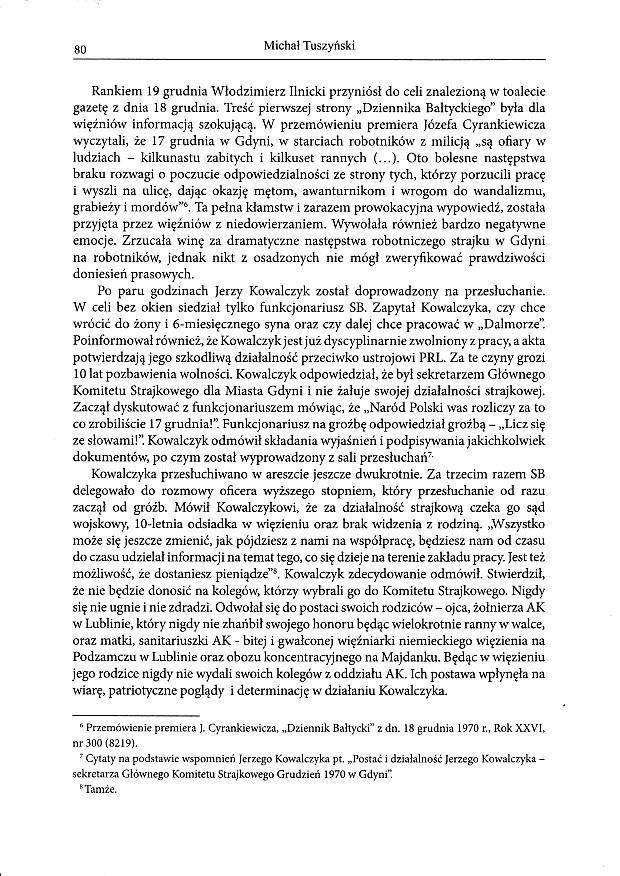 80
Michał Tuszyński
Rankiem 19 grudnia Włodzimierz Ilnicki przyniósł do celi znalezioną w toalecie
gazetę z dnia 18 grudnia. Treść pierwszej strony „Dziennika Bałtyckiego” była dla
więźniów informacją szokującą. W przemówieniu premiera Józefa Cyrankiewicza
wyczytali, że 17 grudnia w Gdyni, w starciach robotników z milicją „są ofiary w
ludziach – kilkunastu zabitych i kilkuset rannych (...). Oto bolesne następstwa
braku rozwagi o poczucie odpowiedzialności ze strony tych, którzy porzucili pracę
i wyszli na ulicę, dając okazję mętom, awanturnikom i wrogom do wandalizmu,
grabieży i mordów”⁶. Ta pełna kłamstw i zarazem prowokacyjna wypowiedź, została
przyjęta przez więźniów z niedowierzaniem. Wywołała również bardzo negatywne
emocje. Zrzucała winę za dramatyczne następstwa robotniczego strajku w Gdyni
na robotników, jednak nikt z osadzonych nie mógł zweryfikować prawdziwości
doniesień prasowych.
Po paru godzinach Jerzy Kowalczyk został doprowadzony na przesłuchanie.
W celi bez okien siedział tylko funkcjonariusz SB. Zapytał Kowalczyka, czy chce
wrócić do żony i 6-miesięcznego syna oraz czy dalej chce pracować w „Dalmorze”.
Poinformował również, że Kowalczyk jest już dyscyplinarnie zwolniony z pracy, a akta
potwierdzają jego szkodliwą działalność przeciwko ustrojowi PRL. Za te czyny grozi
10 lat pozbawienia wolności. Kowalczyk odpowiedział, że był sekretarzem Głównego
Komitetu Strajkowego dla Miasta Gdyni i nie żałuje swojej działalności strajkowej.
Zaczął dyskutować z funkcjonariuszem mówiąc, że „Naród Polski was rozliczy za to
co zrobiliście 17 grudnia!”. Funkcjonariusz na groźbę odpowiedział groźbą – „Licz się
ze słowami!”. Kowalczyk odmówił składania wyjaśnień i podpisywania jakichkolwiek
dokumentów, po czym został wyprowadzony z sali przesłuchań⁷.
Kowalczyka przesłuchiwano w areszcie jeszcze dwukrotnie. Za trzecim razem SB
delegowało do rozmowy oficera wyższego stopniem, który przesłuchanie od razu
zaczął od gróźb. Mówił Kowalczykowi, że za działalność strajkową czeka go sąd
wojskowy, 10-letnia odsiadka w więzieniu oraz brak widzenia z rodziną. „Wszystko
może się jeszcze zmienić, jak pójdziesz z nami na współpracę, będziesz nam od czasu
do czasu udzielał informacji na temat tego, co się dzieje na terenie zakładu pracy. Jest też
możliwość, że dostaniesz pieniądze”⁸. Kowalczyk zdecydowanie odmówił. Stwierdził,
że nie będzie donosić na kolegów, którzy wybrali go do Komitetu Strajkowego. Nigdy
się nie ugnie i nie zdradzi. Odwołał się do postaci swoich rodziców – ojca, żołnierza AK
w Lublinie, który nigdy nie zhańbił swojego honoru będąc wielokrotnie ranny w walce,
oraz matki, sanitariuszki AK - bitej i gwałconej więźniarki niemieckiego więzienia na
Podzamczu w Lublinie oraz obozu koncentracyjnego na Majdanku. Będąc w więzieniu
jego rodzice nigdy nie wydali swoich kolegów z oddziału AK. Ich postawa wpłynęła na
wiarę, patriotyczne poglądy i determinację w działaniu Kowalczyka.
⁶ Przemówienie premiera J. Cyrankiewicza, „Dziennik Bałtycki” z dn. 18 grudnia 1970 r., Rok XXVI,
nr 300 (8219).
⁷ Cytaty na podstawie wspomnień Jerzego Kowalczyka pt. „Postać i działalność Jerzego Kowalczyka –
sekretarza Głównego Komitetu Strajkowego Grudzień 1970 w Gdyni”.
⁸ Tamże.